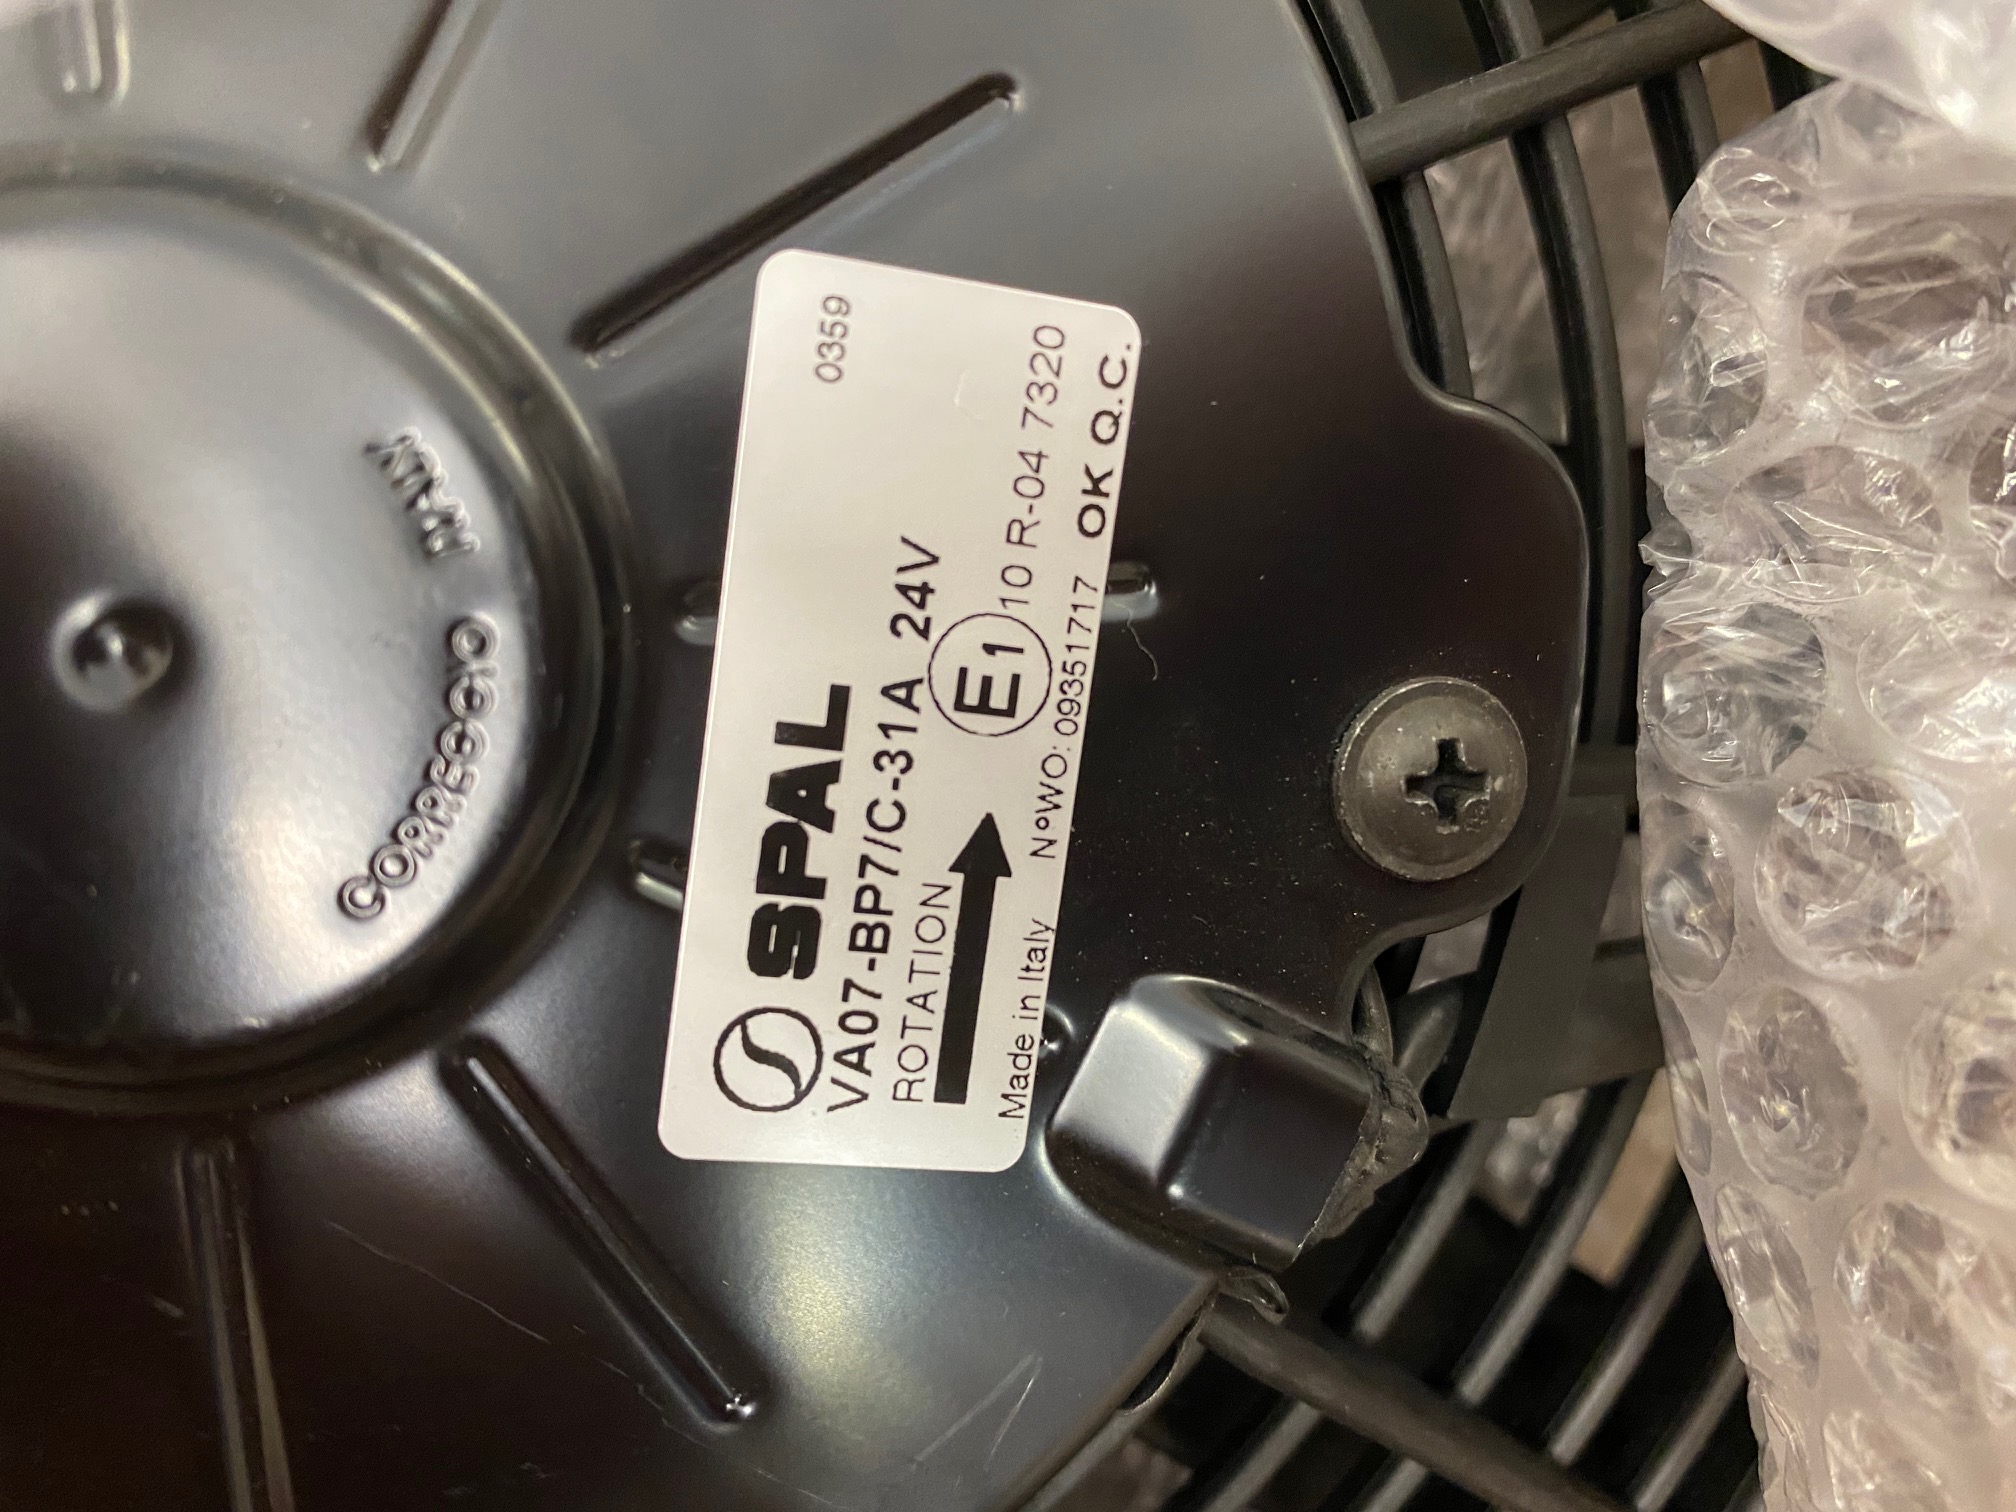 0359
SPAL
VA07-BP7/C-31A 24V
ROTATION
E1 10 R-04 7320
Made in Italy N°WO: 09351717 OK Q.C.
CORREGGIO ITALY